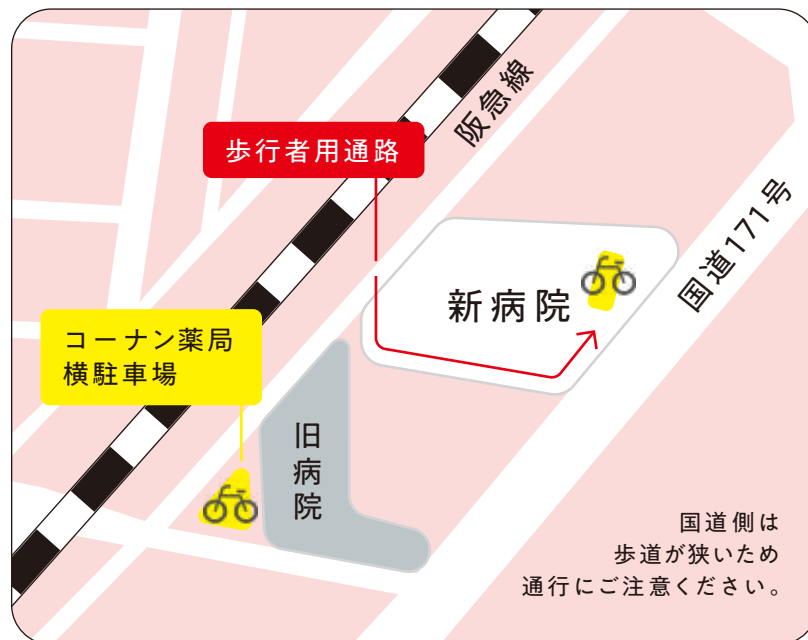 阪急線
歩行者用通路
国道171号
新病院
コーナン薬局
横駐車場
旧病院
国道側は
歩道が狭いため
通行にご注意ください。